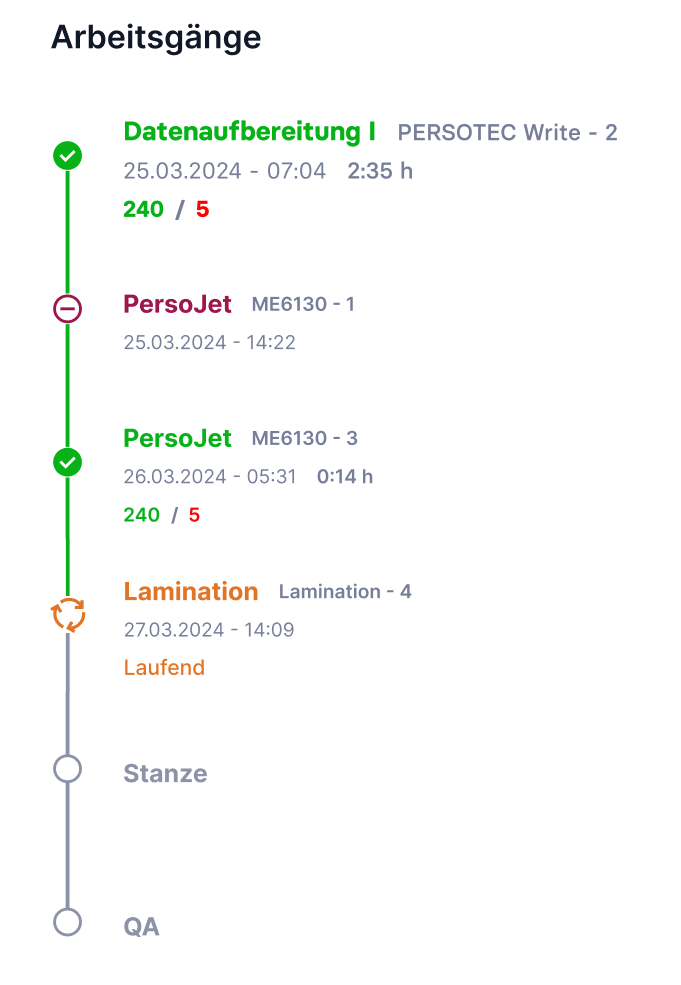 Arbeitsgänge
Datenaufbereitung I PERSOTEC Write - 2
25.03.2024 - 07:04 2:35 h
240 / 5
PersoJet ME6130 - 1
25.03.2024 - 14:22
PersoJet ME6130 - 3
26.03.2024 - 05:31 0:14 h
240 / 5
Lamination Lamination - 4
27.03.2024 - 14:09
Laufend
Stanze
QA